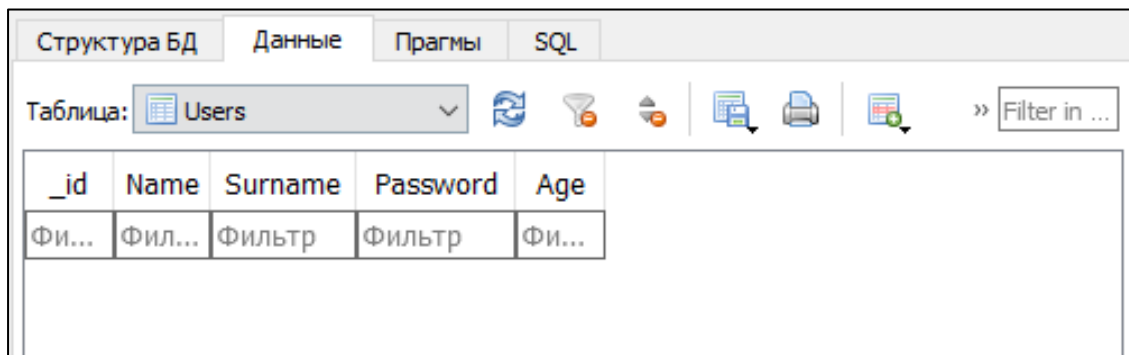 Структура БД Данные Прагмы SQL
Таблица: Users » Filter in ...
_id Name Surname Password Age
Фи... Фил... Фильтр Фильтр Фи...